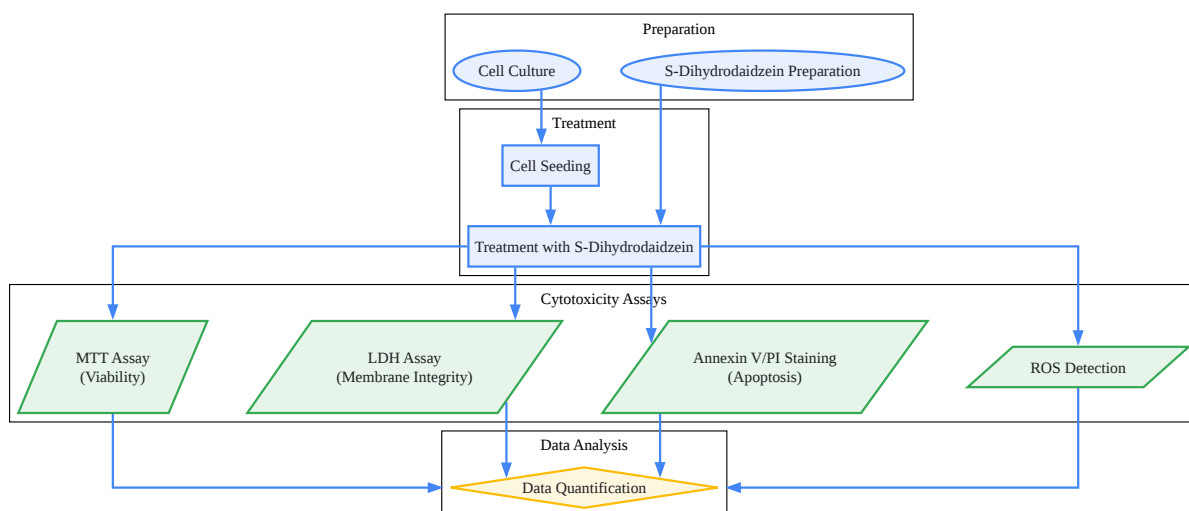 Preparation
Cell Culture
S-Dihydrodaidzein Preparation
Treatment
Cell Seeding
Treatment with S-Dihydrodaidzein
Cytotoxicity Assays
MTT Assay
(Viability)
LDH Assay
(Membrane Integrity)
Annexin V/PI Staining
(Apoptosis)
ROS Detection
Data Analysis
Data Quantification